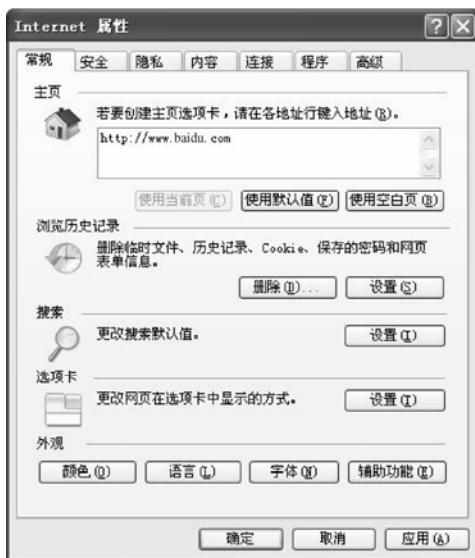 Internet 属性
常规 安全 隐私 内容 连接 程序 高级
主页
若要创建主页选项卡，请在各地址行键入地址(R)。
http://www.baidu.com
使用当前页(C) 使用默认值(F) 使用空白页(B)
浏览历史记录
删除临时文件、历史记录、Cookie、保存的密码和网页
表单信息。
删除(D)... 设置(S)
搜索
更改搜索默认值。
设置(I)
选项卡
更改网页在选项卡中显示的方式。
设置(T)
外观
颜色(O) 语言(L) 字体(N) 辅助功能(E)
确定 取消 应用(A)